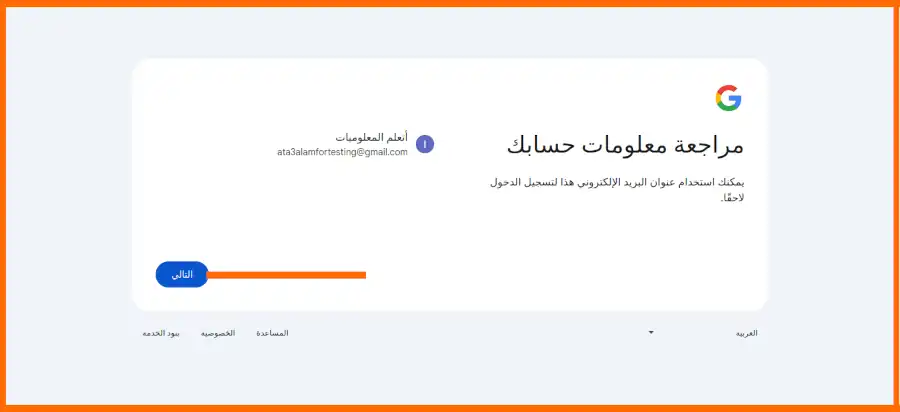 مراجعة معلومات حسابك
يمكنك استخدام عنوان البريد الإلكتروني هذا لتسجيل الدخول
لاحقًا.
أتعلم المعلوميات
ata3alamfortesting@gmail.com
التالي
العربية
المساعدة
الخصوصية
بنود الخدمة